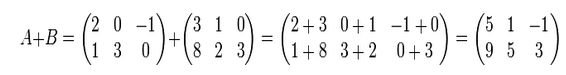 A+B = (2 0 −1 1 3 0) + (3 1 0 8 2 3) = (2+3 0+1 −1+0 1+8 3+2 0+3) = (5 1 −1 9 5 3)